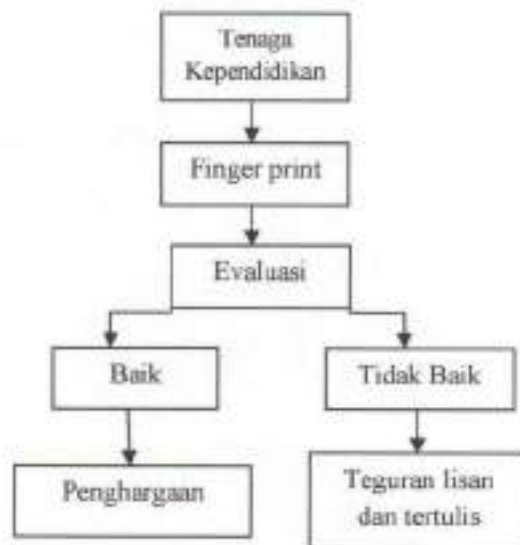 Tenaga
Kependidikan
Finger print
Evaluasi
Baik
Tidak Baik
Penghargaan
Teguran lisan
dan tertulis